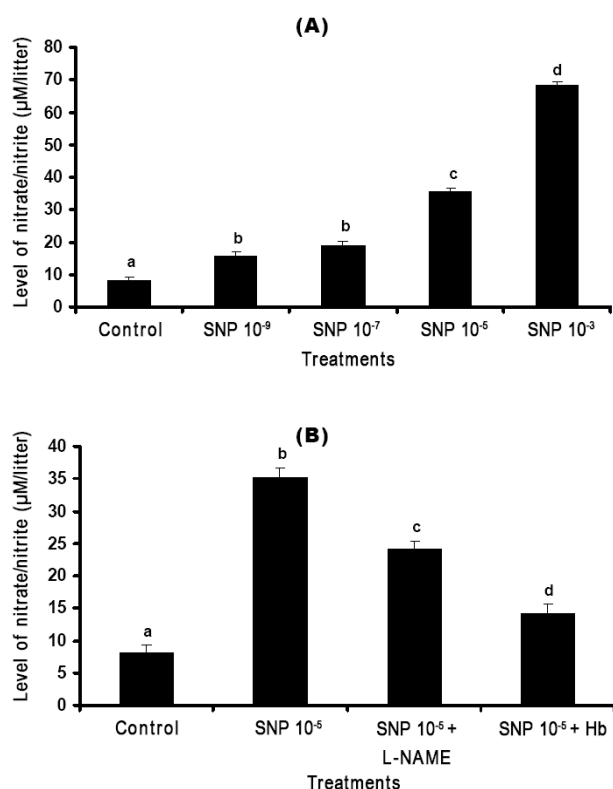 (A)
Level of nitrate/nitrite (µM/litter)
80
70
60
50
40
30
20
10
0
a
b
b
c
d
Control SNP 10⁻⁹ SNP 10⁻⁷ SNP 10⁻⁵ SNP 10⁻³
Treatments
(B)
Level of nitrate/nitrite (µM/litter)
40
35
30
25
20
15
10
5
0
a
b
c
d
Control SNP 10⁻⁵ SNP 10⁻⁵ + SNP 10⁻⁵ + Hb
L-NAME
Treatments